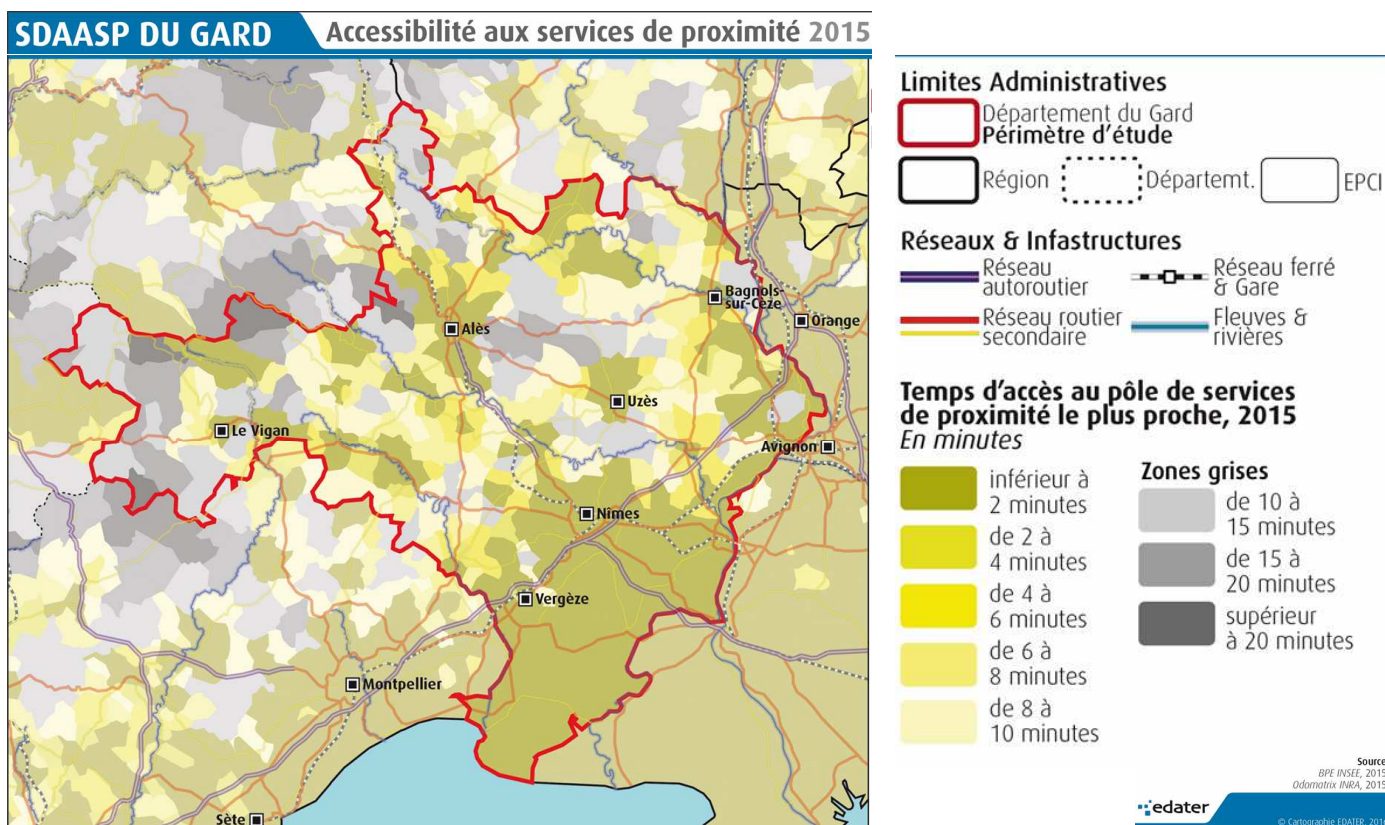 SDAASP DU GARD
Accessibilité aux services de proximité 2015
Bagnols-
sur-Cèze
Orange
Alès
Uzès
Le Vigan
Avignon
Nîmes
Vergèze
Montpellier
Sète
Limites Administratives
Département du Gard
Périmètre d'étude
Région
Départemt.
EPCI
Réseaux & Infastructures
Réseau
autoroutier
Réseau ferré
& Gare
Réseau routier
secondaire
Fleuves &
rivières
Temps d'accès au pôle de services
de proximité le plus proche, 2015
En minutes
inférieur à
2 minutes
de 2 à
4 minutes
de 4 à
6 minutes
de 6 à
8 minutes
de 8 à
10 minutes
Zones grises
de 10 à
15 minutes
de 15 à
20 minutes
supérieur
à 20 minutes
Source
BPE INSEE, 2015
Odomatrix INRA, 2015
edater
© Cartographie EDATER, 2016